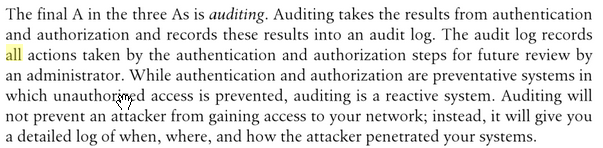 The final A in the three As is auditing. Auditing takes the results from authentication
and authorization and records these results into an audit log. The audit log records
all actions taken by the authentication and authorization steps for future review by
an administrator. While authentication and authorization are preventative systems in
which unauthorized access is prevented, auditing is a reactive system. Auditing will
not prevent an attacker from gaining access to your network; instead, it will give you
a detailed log of when, where, and how the attacker penetrated your systems.